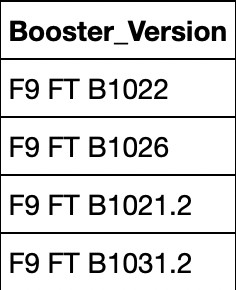 Booster_Version
F9 FT B1022
F9 FT B1026
F9 FT B1021.2
F9 FT B1031.2